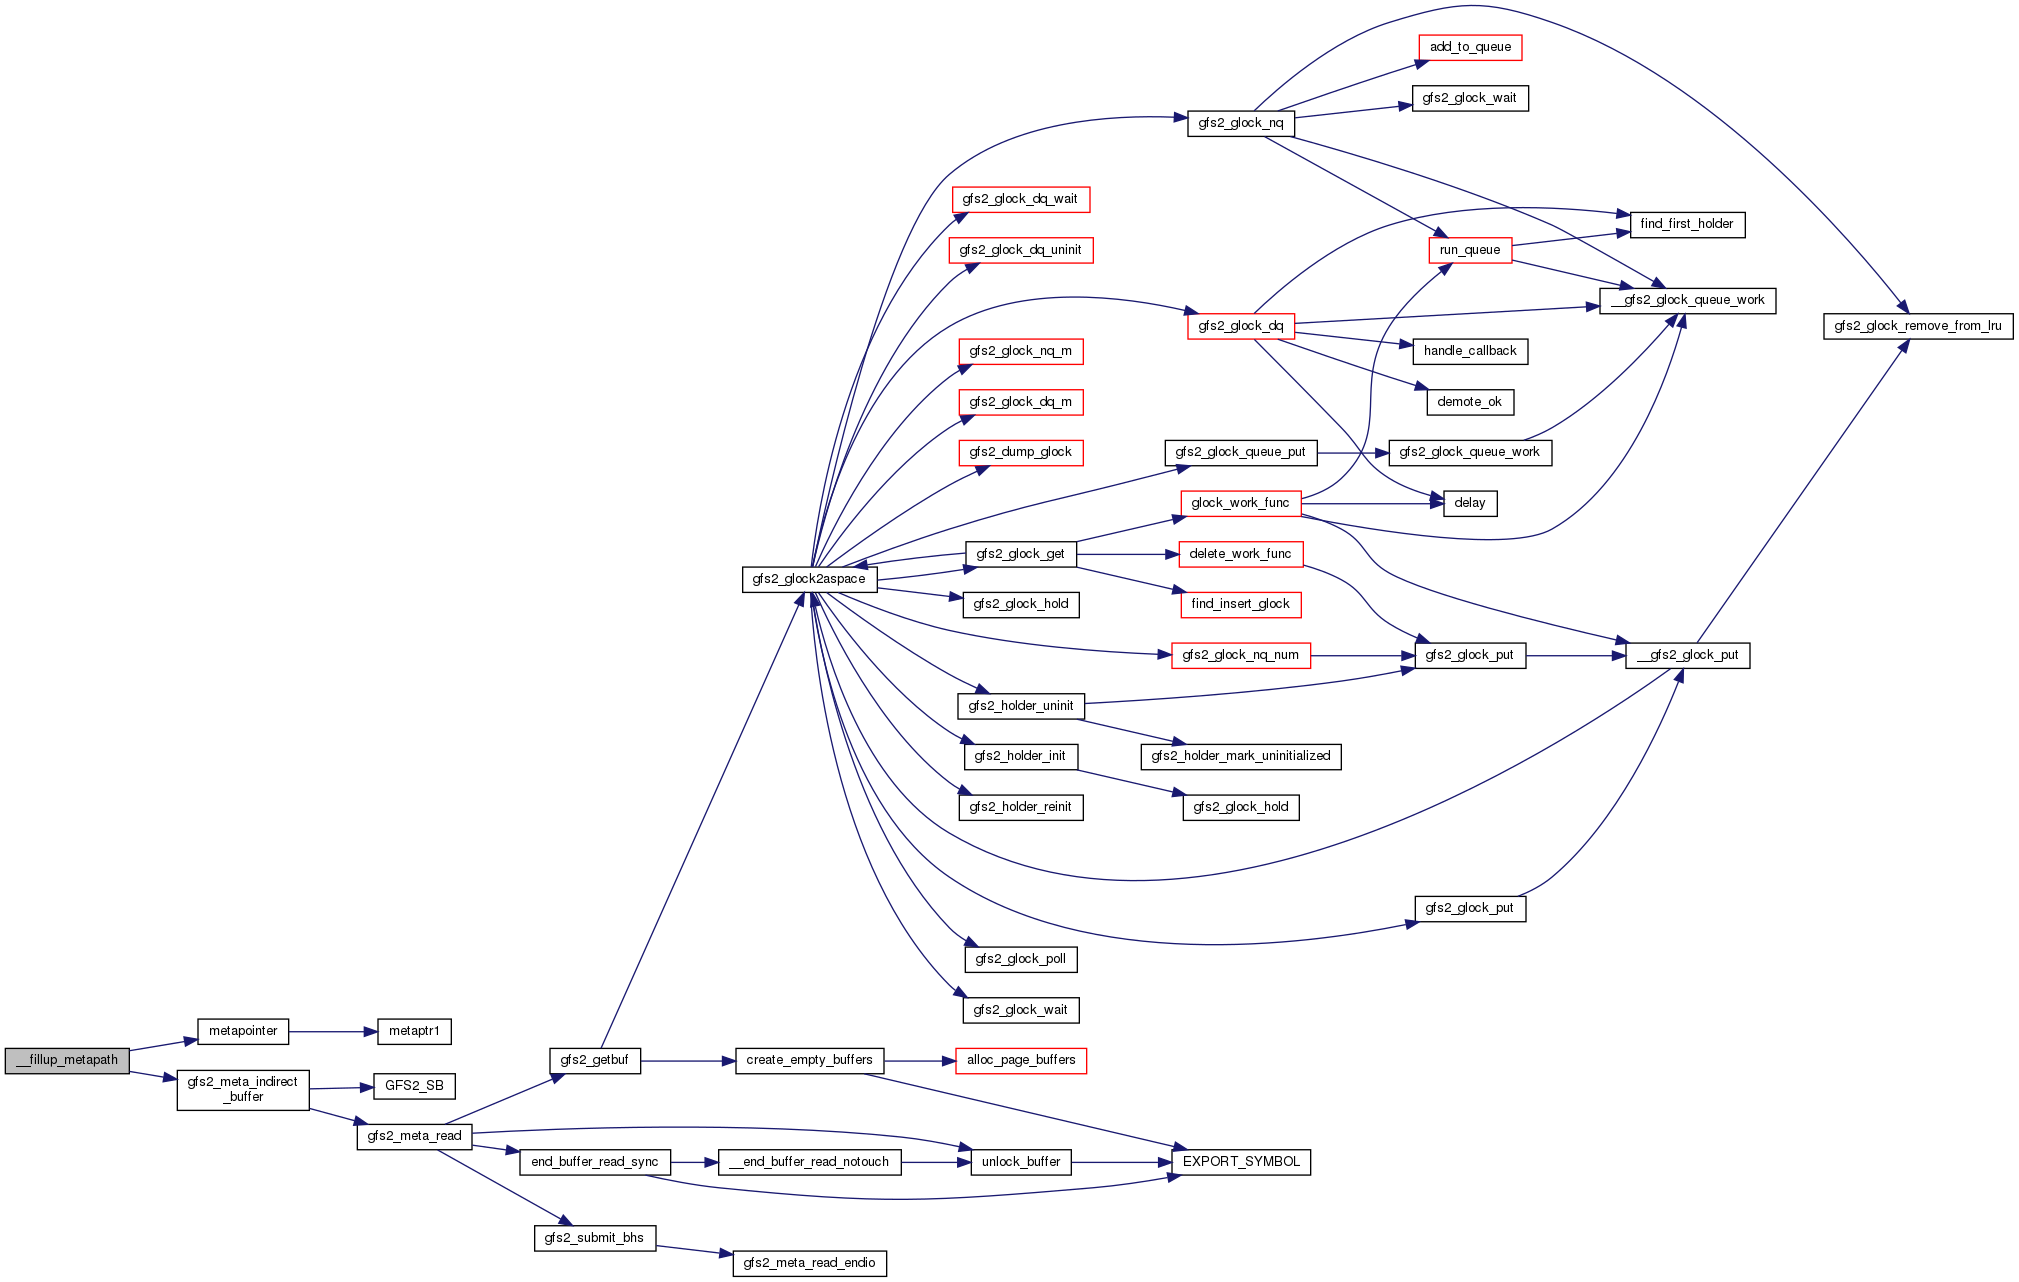 add_to_queue
gfs2_glock_wait
gfs2_glock_nq
gfs2_glock_dq_wait
find_first_holder
gfs2_glock_dq_uninit
run_queue
__gfs2_glock_queue_work
gfs2_glock_dq
gfs2_glock_remove_from_lru
gfs2_glock_nq_m
handle_callback
gfs2_glock_dq_m
demote_ok
gfs2_dump_glock
gfs2_glock_queue_put
gfs2_glock_queue_work
glock_work_func
delay
gfs2_glock_get
delete_work_func
gfs2_glock2aspace
gfs2_glock_hold
find_insert_glock
gfs2_glock_nq_num
gfs2_glock_put
__gfs2_glock_put
gfs2_holder_uninit
gfs2_holder_init
gfs2_holder_mark_uninitialized
gfs2_holder_reinit
gfs2_glock_hold
gfs2_glock_put
gfs2_glock_poll
gfs2_glock_wait
metapointer
metaptr1
__fillup_metapath
gfs2_getbuf
create_empty_buffers
alloc_page_buffers
gfs2_meta_indirect
_buffer
GFS2_SB
gfs2_meta_read
end_buffer_read_sync
__end_buffer_read_notouch
unlock_buffer
EXPORT_SYMBOL
gfs2_submit_bhs
gfs2_meta_read_endio